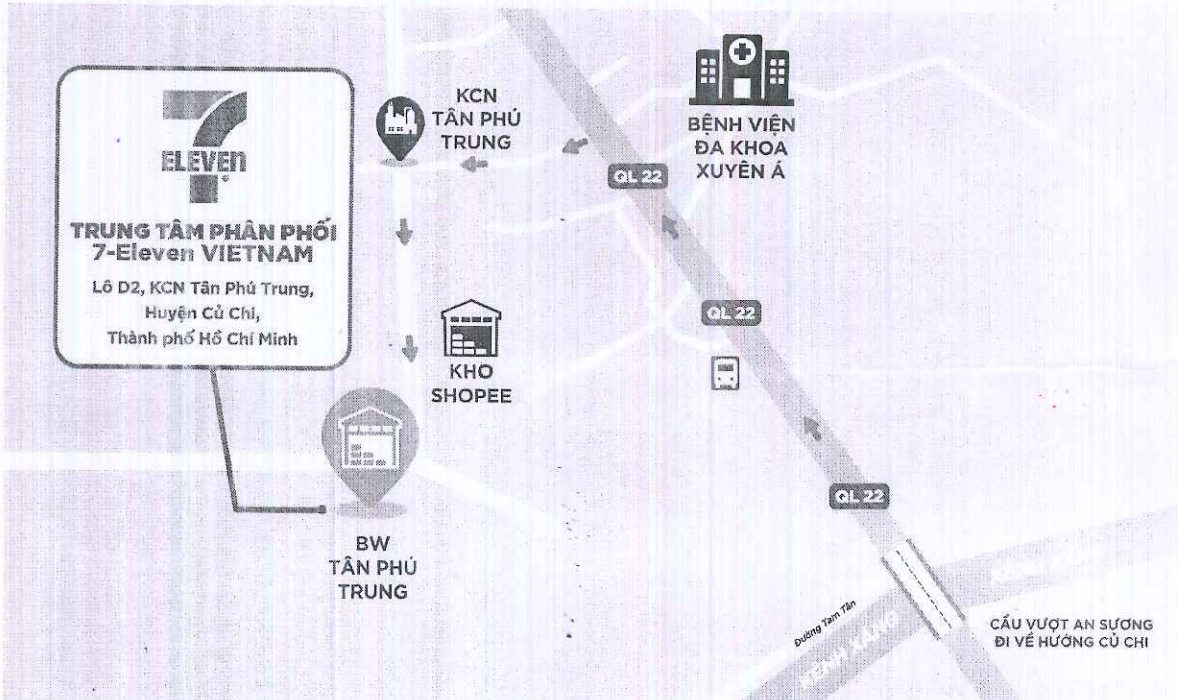 7
ELEVEN
®
TRUNG TÂM PHÂN PHỐI
7-Eleven VIETNAM
Lô D2, KCN Tân Phú Trung,
Huyện Củ Chi,
Thành phố Hồ Chí Minh
KCN
TÂN PHÚ
TRUNG
BỆNH VIỆN
ĐA KHOA
XUYÊN Á
QL 22
QL 22
KHO
SHOPEE
QL 22
BW
TÂN PHÚ
TRUNG
Đường Tam Tân
KÊNH XÁNG
KÊNH XÁNG
CẦU VƯỢT AN SƯƠNG
ĐI VỀ HƯỚNG CỦ CHI